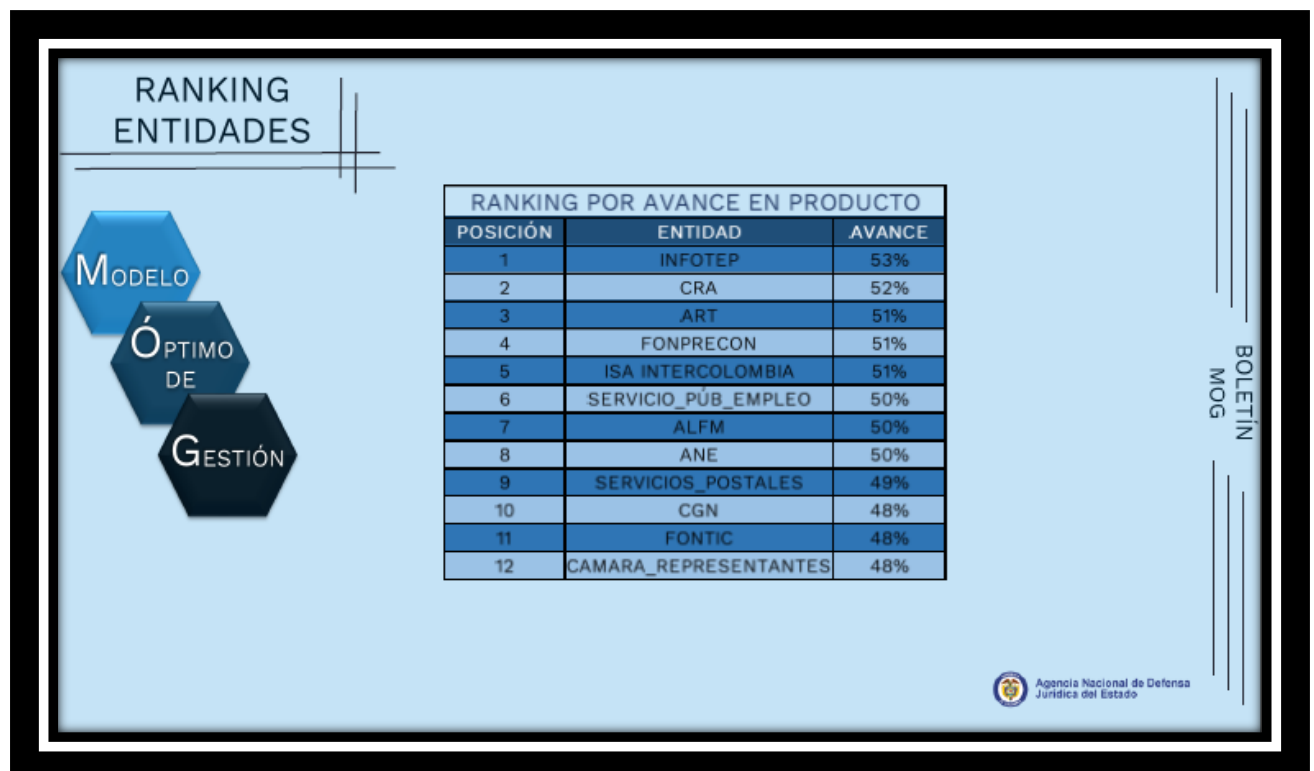 RANKING
ENTIDADES
MODELO
ÓPTIMO
DE
GESTIÓN
RANKING POR AVANCE EN PRODUCTO
POSICIÓN ENTIDAD AVANCE
1 INFOTEP 53%
2 CRA 52%
3 ART 51%
4 FONPRECON 51%
5 ISA INTERCOLOMBIA 51%
6 SERVICIO_PÚB_EMPLEO 50%
7 ALFM 50%
8 ANE 50%
9 SERVICIOS_POSTALES 49%
10 CGN 48%
11 FONTIC 48%
12 CAMARA_REPRESENTANTES 48%
BOLETÍN
MOG
Agencia Nacional de Defensa
Jurídica del Estado